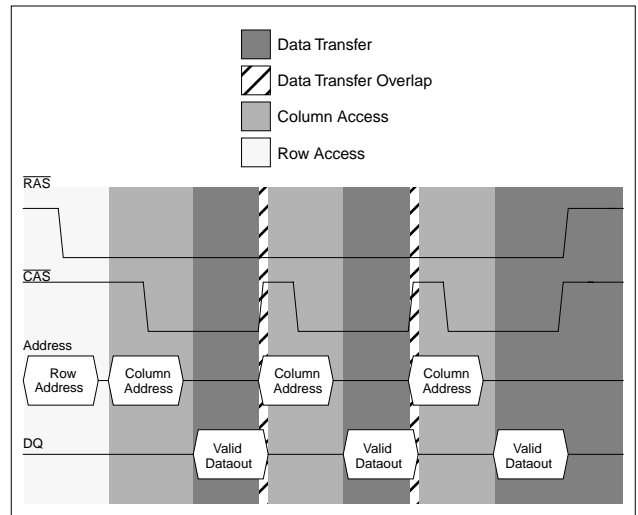 Data Transfer
Data Transfer Overlap
Column Access
Row Access
RAS
CAS
Address
Row
Address
Column
Address
Column
Address
Column
Address
DQ
Valid
Dataout
Valid
Dataout
Valid
Dataout